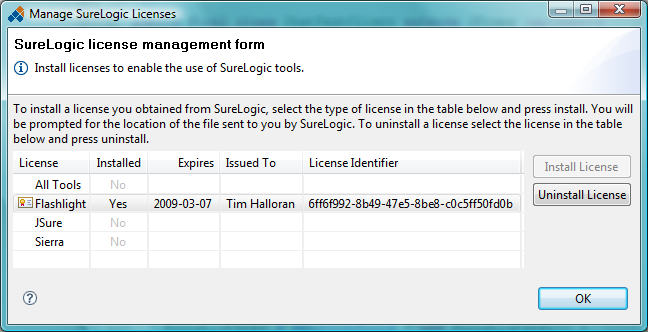 Manage SureLogic Licenses
SureLogic license management form
Install licenses to enable the use of SureLogic tools.
To install a license you obtained from SureLogic, select the type of license in the table below and press install. You will
be prompted for the location of the file sent to you by SureLogic. To uninstall a license select the license in the table
below and press uninstall.
License Installed Expires Issued To License Identifier
All Tools No
Flashlight Yes 2009-03-07 Tim Halloran 6ff6f992-8b49-47e5-8be8-c0c5ff50fd0b
JSure No
Sierra No
Install License
Uninstall License
?
OK